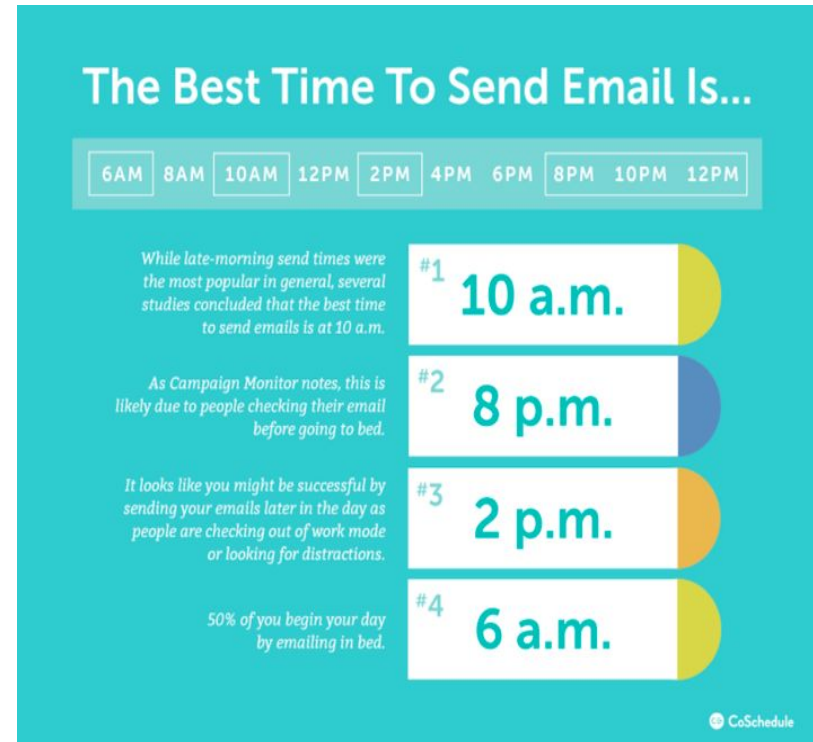 The Best Time To Send Email Is...
6AM 8AM 10AM 12PM 2PM 4PM 6PM 8PM 10PM 12PM
While late-morning send times were
the most popular in general, several
studies concluded that the best time
to send emails is at 10 a.m.
#1
10 a.m.
As Campaign Monitor notes, this is
likely due to people checking their email
before going to bed.
#2
8 p.m.
It looks like you might be successful by
sending your emails later in the day as
people are checking out of work mode
or looking for distractions.
#3
2 p.m.
50% of you begin your day
by emailing in bed.
#4
6 a.m.
CoSchedule